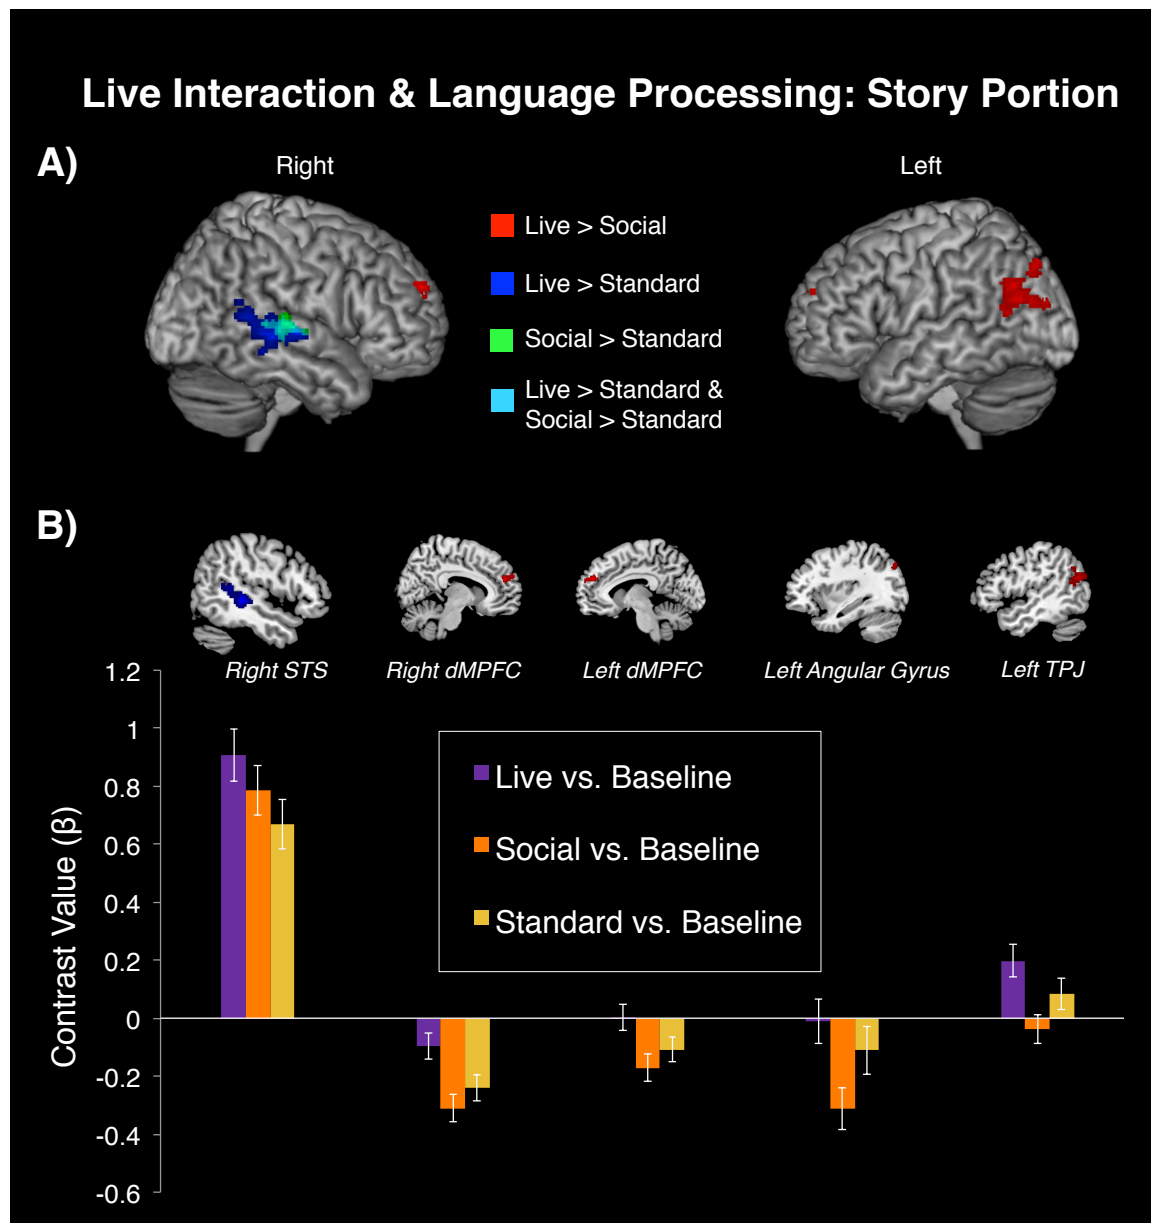 Live Interaction & Language Processing: Story Portion
A)
Right
Left
Live > Social
Live > Standard
Social > Standard
Live > Standard &
Social > Standard
B)
Right STS
Right dMPFC
Left dMPFC
Left Angular Gyrus
Left TPJ
Contrast Value (β)
1.2
1
0.8
0.6
0.4
0.2
0
-0.2
-0.4
-0.6
Live vs. Baseline
Social vs. Baseline
Standard vs. Baseline